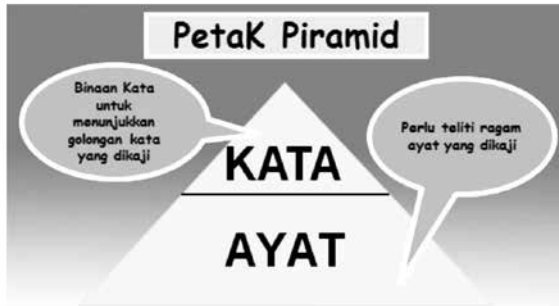 PetaK Piramid
Binaan Kata
untuk
menunjukkan
golongan kata
yang dikaji
Perlu teliti ragam
ayat yang dikaji
KATA
AYAT